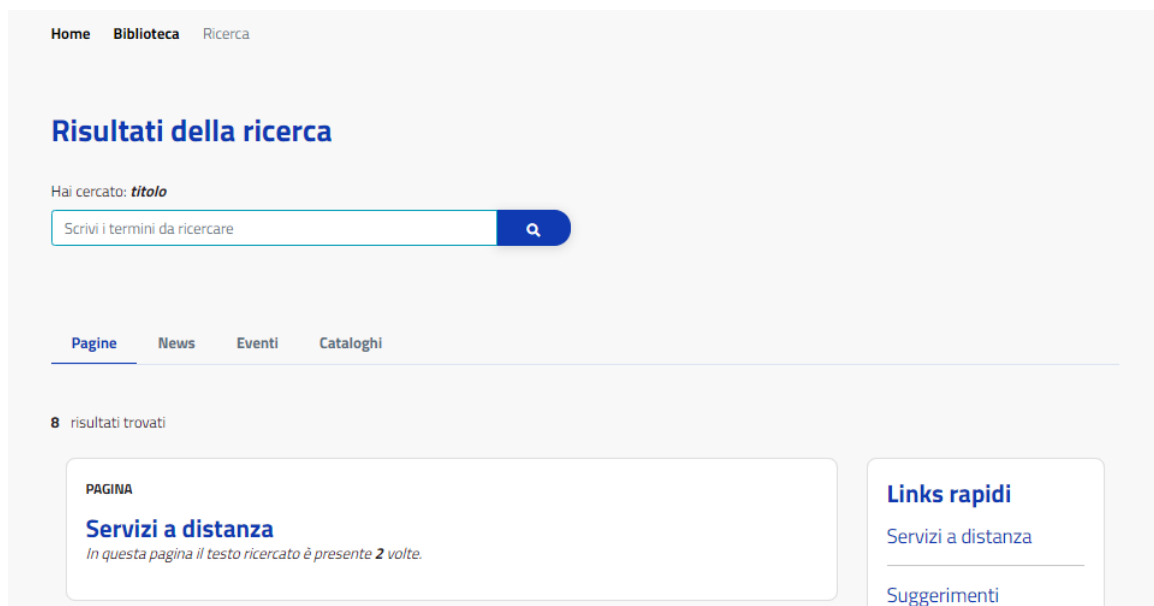 Home Biblioteca Ricerca
Risultati della ricerca
Hai cercato: titolo
Scrivi i termini da ricercare
Pagine News Eventi Cataloghi
8 risultati trovati
PAGINA
Servizi a distanza
In questa pagina il testo ricercato è presente 2 volte.
Links rapidi
Servizi a distanza
Suggerimenti